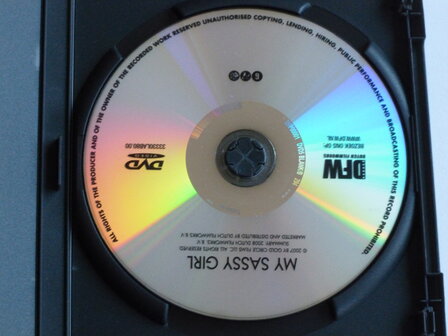 ALL RIGHTS OF THE PRODUCER AND OF THE OWNER OF THE RECORDED WORK RESERVED UNAUTHORISED COPYING, LENDING, HIRING, PUBLIC PERFORMANCE AND BROADCASTING OF THIS RECORD PROHIBITED.
MY SASSY GIRL
© 2007 BY GOLD CIRCLE FILMS LLC. ALL RIGHTS RESERVED.
SUMMARY: 2008 DUTCH FILMWORKS B.V.
MARKETED AND DISTRIBUTED BY DUTCH FILMWORKS B.V.
DFW
DUTCH FILMWORKS
BEZOEK ONS OP:
WWW.DFW.NL
DVD
VIDEO